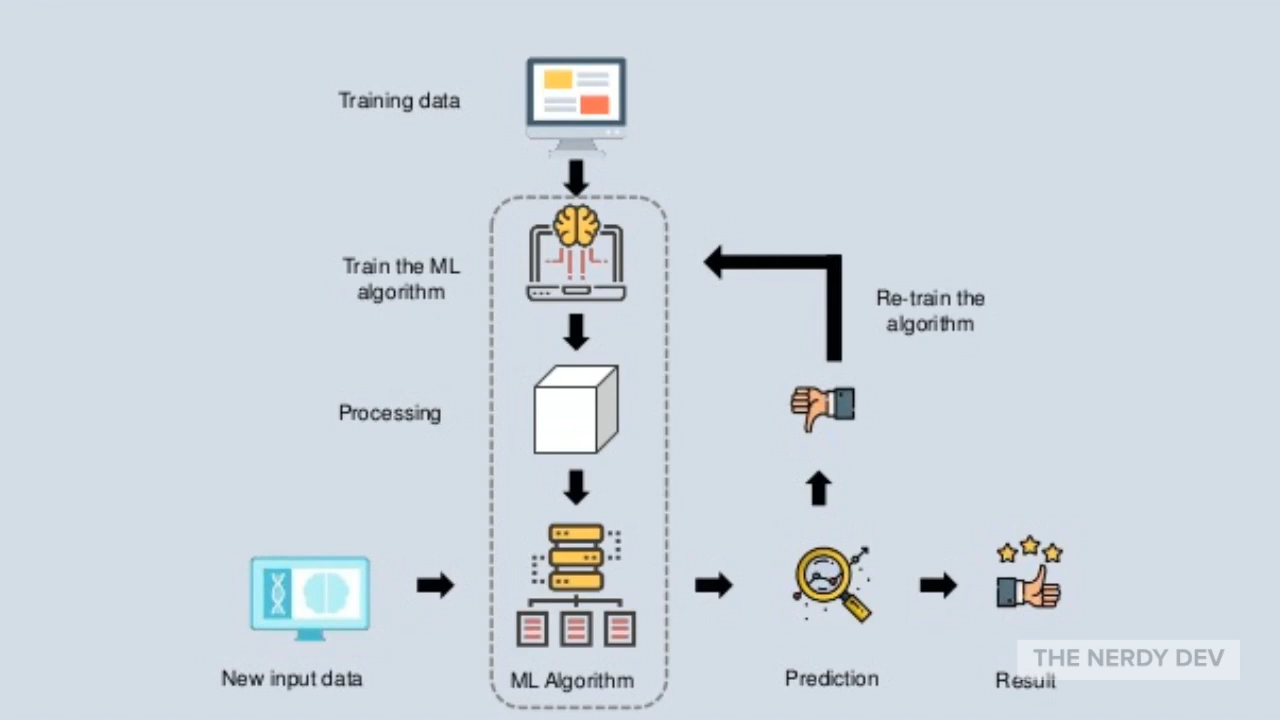 Training data
Train the ML
algorithm
Re-train the
algorithm
Processing
New input data
ML Algorithm
Prediction
Result
THE NERDY DEV